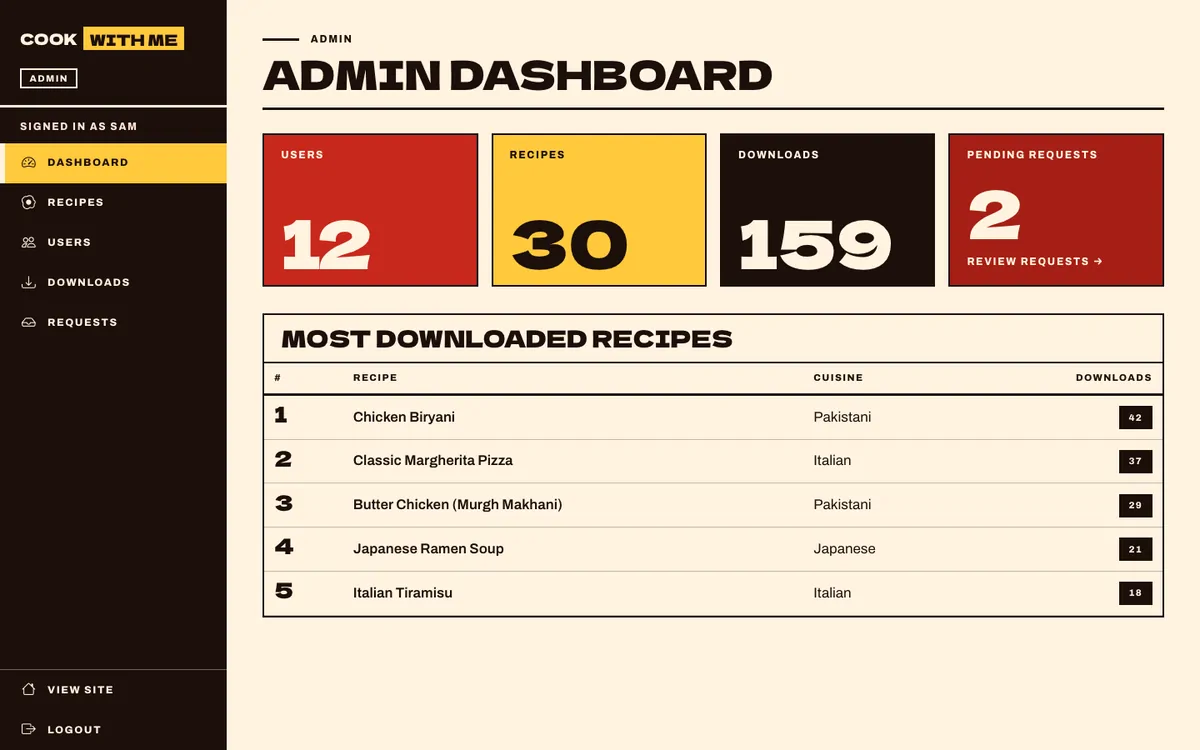 COOK WITH ME
ADMIN
SIGNED IN AS SAM
DASHBOARD
RECIPES
USERS
DOWNLOADS
REQUESTS
VIEW SITE
LOGOUT
ADMIN
ADMIN DASHBOARD
USERS
12
RECIPES
30
DOWNLOADS
159
PENDING REQUESTS
2
REVIEW REQUESTS →
MOST DOWNLOADED RECIPES
# RECIPE CUISINE DOWNLOADS
1 Chicken Biryani Pakistani 42
2 Classic Margherita Pizza Italian 37
3 Butter Chicken (Murgh Makhani) Pakistani 29
4 Japanese Ramen Soup Japanese 21
5 Italian Tiramisu Italian 18